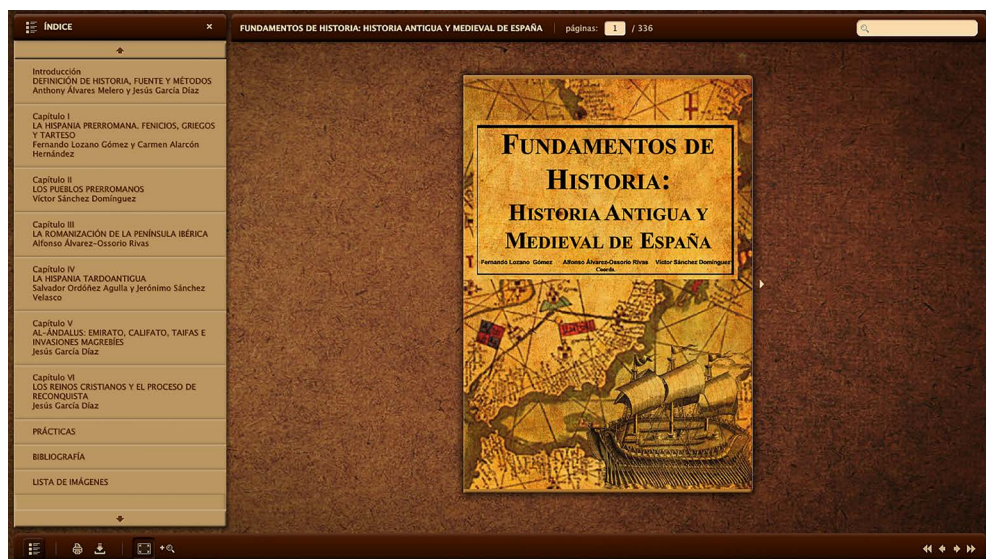 ÍNDICE
×
FUNDAMENTOS DE HISTORIA: HISTORIA ANTIGUA Y MEDIEVAL DE ESPAÑA
páginas: 1 / 336
Introducción
DEFINICIÓN DE HISTORIA, FUENTE Y MÉTODOS
Anthony Álvares Melero y Jesús García Díaz
Capítulo I
LA HISPANIA PRERROMANA. FENICIOS, GRIEGOS
Y TARTESO
Fernando Lozano Gómez y Carmen Alarcón
Hernández
Capítulo II
LOS PUEBLOS PRERROMANOS
Víctor Sánchez Domínguez
Capítulo III
LA ROMANIZACIÓN DE LA PENÍNSULA IBÉRICA
Alfonso Álvarez-Ossorio Rivas
Capítulo IV
LA HISPANIA TARDOANTIGUA
Salvador Ordóñez Agulla y Jerónimo Sánchez
Velasco
Capítulo V
AL-ÁNDALUS: EMIRATO, CALIFATO, TAIFAS E
INVASIONES MAGREBÍES
Jesús García Díaz
Capítulo VI
LOS REINOS CRISTIANOS Y EL PROCESO DE
RECONQUISTA
Jesús García Díaz
PRÁCTICAS
BIBLIOGRAFÍA
LISTA DE IMÁGENES
FUNDAMENTOS DE
HISTORIA:
HISTORIA ANTIGUA Y
MEDIEVAL DE ESPAÑA
Fernando Lozano Gómez Alfonso Álvarez-Ossorio Rivas Víctor Sánchez Domínguez
Coords.